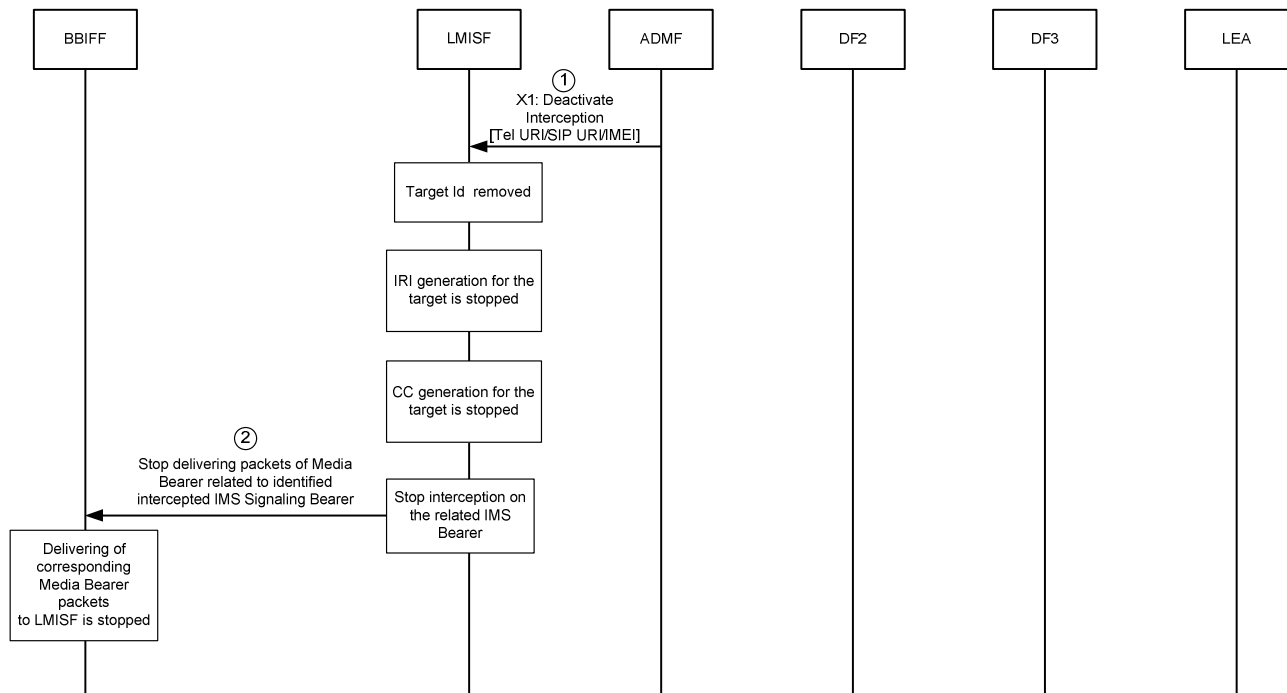 BBIFF
LMISF
ADMF
DF2
DF3
LEA
1
X1: Deactivate
Interception
[Tel URI/SIP URI/IMEI]
Target Id removed
IRI generation for the
target is stopped
CC generation for the
target is stopped
2
Stop delivering packets of Media
Bearer related to identified
intercepted IMS Signaling Bearer
Stop interception on
the related IMS
Bearer
Delivering of
corresponding
Media Bearer
packets
to LMISF is stopped